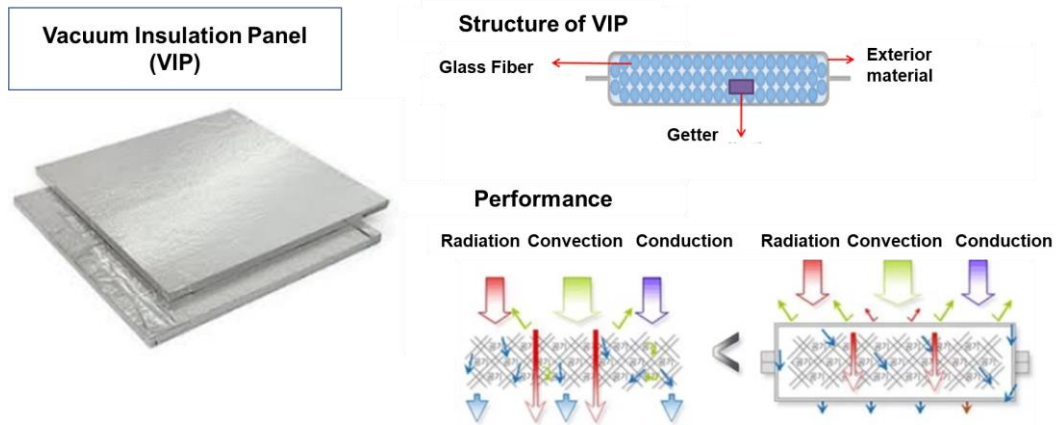 Vacuum Insulation Panel
(VIP)
Structure of VIP
Glass Fiber
Exterior
material
Getter
Performance
Radiation Convection Conduction
Radiation Convection Conduction